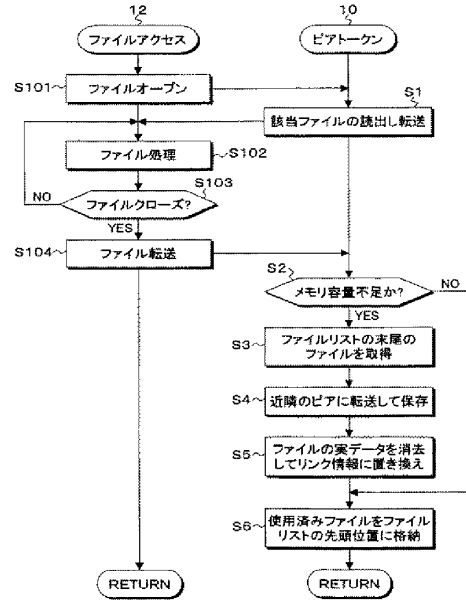 12
ファイルアクセス
S101
ファイルオープン
ファイル処理
S102
S103
NO
ファイルクローズ?
YES
S104
ファイル転送
RETURN
10
ピアトークン
S1
該当ファイルの読出し転送
S2
メモリ容量不足か?
NO
YES
S3
ファイルリストの末尾の
ファイルを取得
S4
近隣のピアに転送して保存
S5
ファイルの実データを消去
してリンク情報に置き換え
S6
使用済みファイルをファイル
リストの先頭位置に格納
RETURN